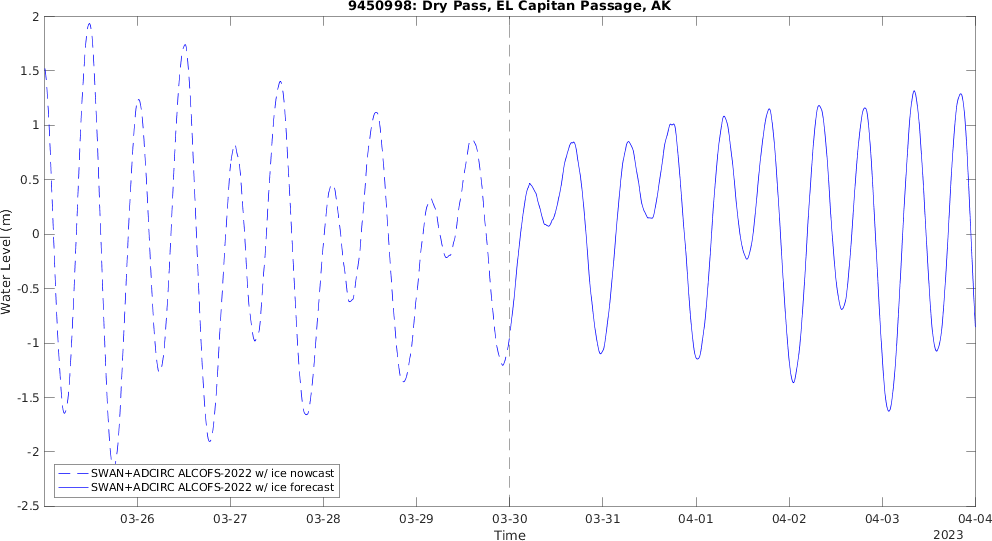 9450998: Dry Pass, EL Capitan Passage, AK
Water Level (m)
2
1.5
1
0.5
0
-0.5
-1
-1.5
-2
-2.5
SWAN+ADCIRC ALCOFS-2022 w/ ice nowcast
SWAN+ADCIRC ALCOFS-2022 w/ ice forecast
03-26 03-27 03-28 03-29 03-30 03-31 04-01 04-02 04-03 04-04
Time
2023